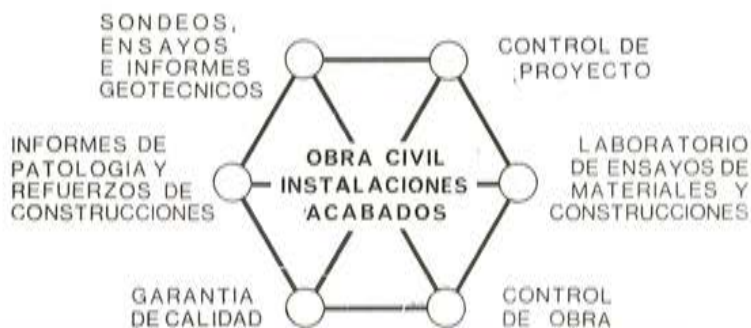 SONDEOS,
ENSAYOS
E INFORMES
GEOTECNICOS
CONTROL DE
PROYECTO
INFORMES DE
PATOLOGIA Y
REFUERZOS DE
CONSTRUCCIONES
OBRA CIVIL
INSTALACIONES
ACABADOS
LABORATORIO
DE ENSAYOS DE
MATERIALES Y
CONSTRUCCIONES
GARANTIA
DE CALIDAD
CONTROL
DE OBRA